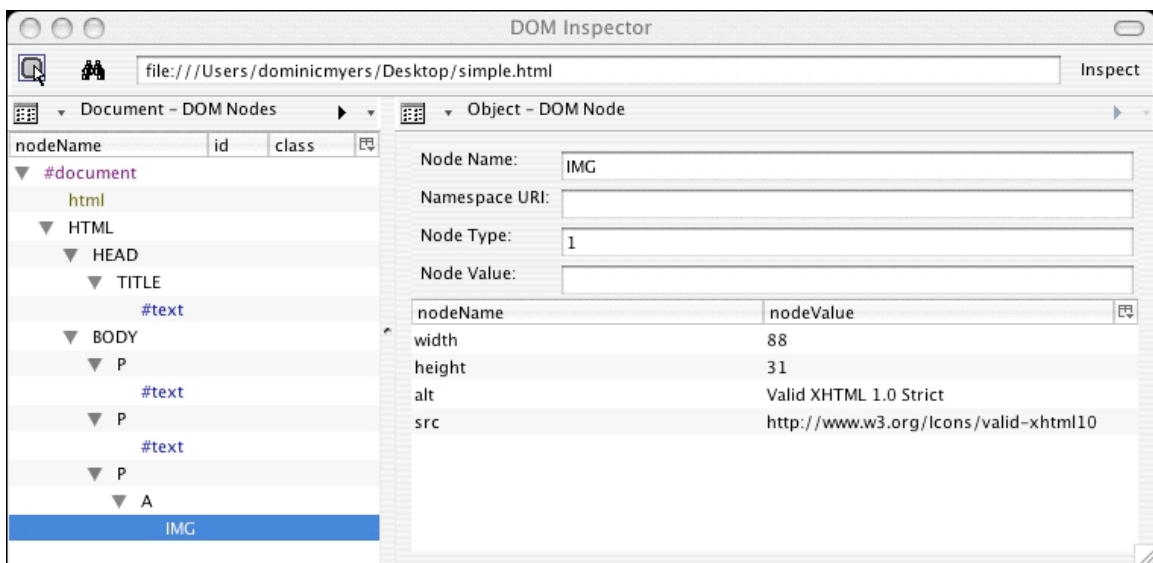 DOM Inspector
file:///Users/dominicmyers/Desktop/simple.html
Inspect
Document – DOM Nodes
nodeName id class
#document
html
HTML
HEAD
TITLE
#text
BODY
P
#text
P
#text
P
A
IMG
Object – DOM Node
Node Name: IMG
Namespace URI:
Node Type: 1
Node Value:
nodeName nodeValue
width 88
height 31
alt Valid XHTML 1.0 Strict
src http://www.w3.org/Icons/valid-xhtml10